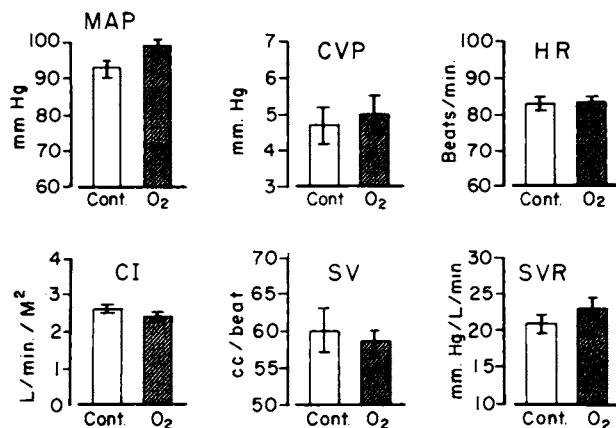 MAP
100
90
80
70
60
mm Hg
Cont. O₂
CVP
7
6
5
4
3
mm. Hg
Cont. O₂
HR
100
90
80
70
60
Beats/min.
Cont. O₂
CI
4
2
0
L/min./M²
Cont. O₂
SV
70
65
60
55
50
cc/beat
Cont. O₂
SVR
30
25
20
15
10
mm. Hg/L/min
Cont. O₂